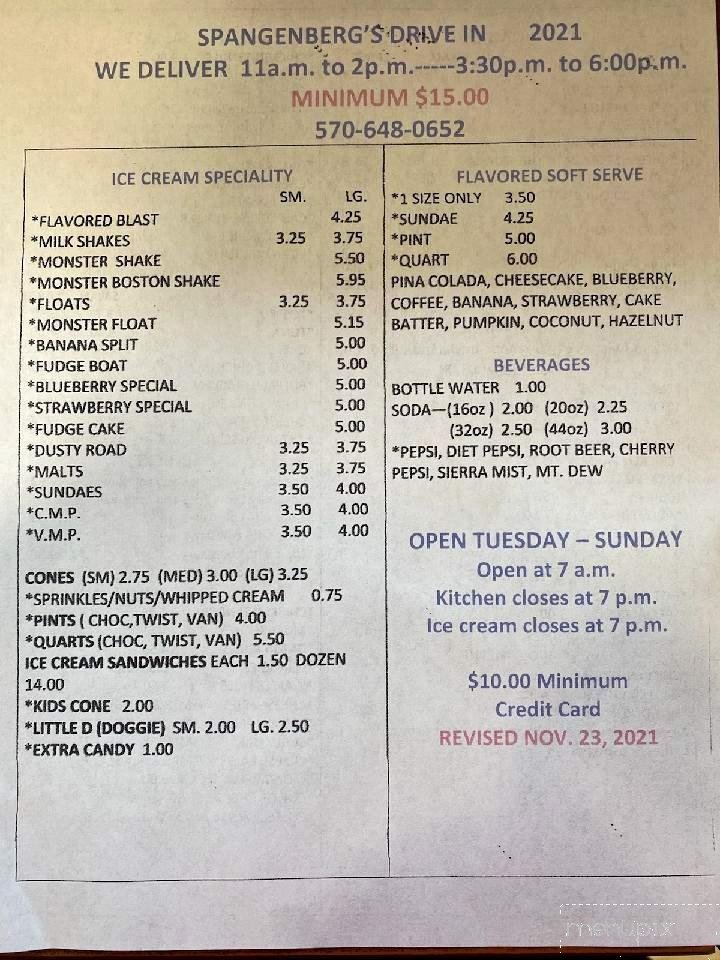 SPANGENBERG'S DRIVE IN 2021
WE DELIVER 11a.m. to 2p.m.-----3:30p.m. to 6:00p.m.
MINIMUM $15.00
570-648-0652
ICE CREAM SPECIALITY
SM. LG.
*FLAVORED BLAST 4.25
*MILK SHAKES 3.25 3.75
*MONSTER SHAKE 5.50
*MONSTER BOSTON SHAKE 5.95
*FLOATS 3.25 3.75
*MONSTER FLOAT 5.15
*BANANA SPLIT 5.00
*FUDGE BOAT 5.00
*BLUEBERRY SPECIAL 5.00
*STRAWBERRY SPECIAL 5.00
*FUDGE CAKE 5.00
*DUSTY ROAD 3.25 3.75
*MALTS 3.25 3.75
*SUNDAES 3.50 4.00
*C.M.P. 3.50 4.00
*V.M.P. 3.50 4.00
CONES (SM) 2.75 (MED) 3.00 (LG) 3.25
*SPRINKLES/NUTS/WHIPPED CREAM 0.75
*PINTS ( CHOC,TWIST, VAN) 4.00
*QUARTS (CHOC, TWIST, VAN) 5.50
ICE CREAM SANDWICHES EACH 1.50 DOZEN
14.00
*KIDS CONE 2.00
*LITTLE D (DOGGIE) SM. 2.00 LG. 2.50
*EXTRA CANDY 1.00
FLAVORED SOFT SERVE
*1 SIZE ONLY 3.50
*SUNDAE 4.25
*PINT 5.00
*QUART 6.00
PINA COLADA, CHEESECAKE, BLUEBERRY,
COFFEE, BANANA, STRAWBERRY, CAKE
BATTER, PUMPKIN, COCONUT, HAZELNUT
BEVERAGES
BOTTLE WATER 1.00
SODA—(16oz ) 2.00 (20oz) 2.25
(32oz) 2.50 (44oz) 3.00
*PEPSI, DIET PEPSI, ROOT BEER, CHERRY
PEPSI, SIERRA MIST, MT. DEW
OPEN TUESDAY – SUNDAY
Open at 7 a.m.
Kitchen closes at 7 p.m.
Ice cream closes at 7 p.m.
$10.00 Minimum
Credit Card
REVISED NOV. 23, 2021
menupix